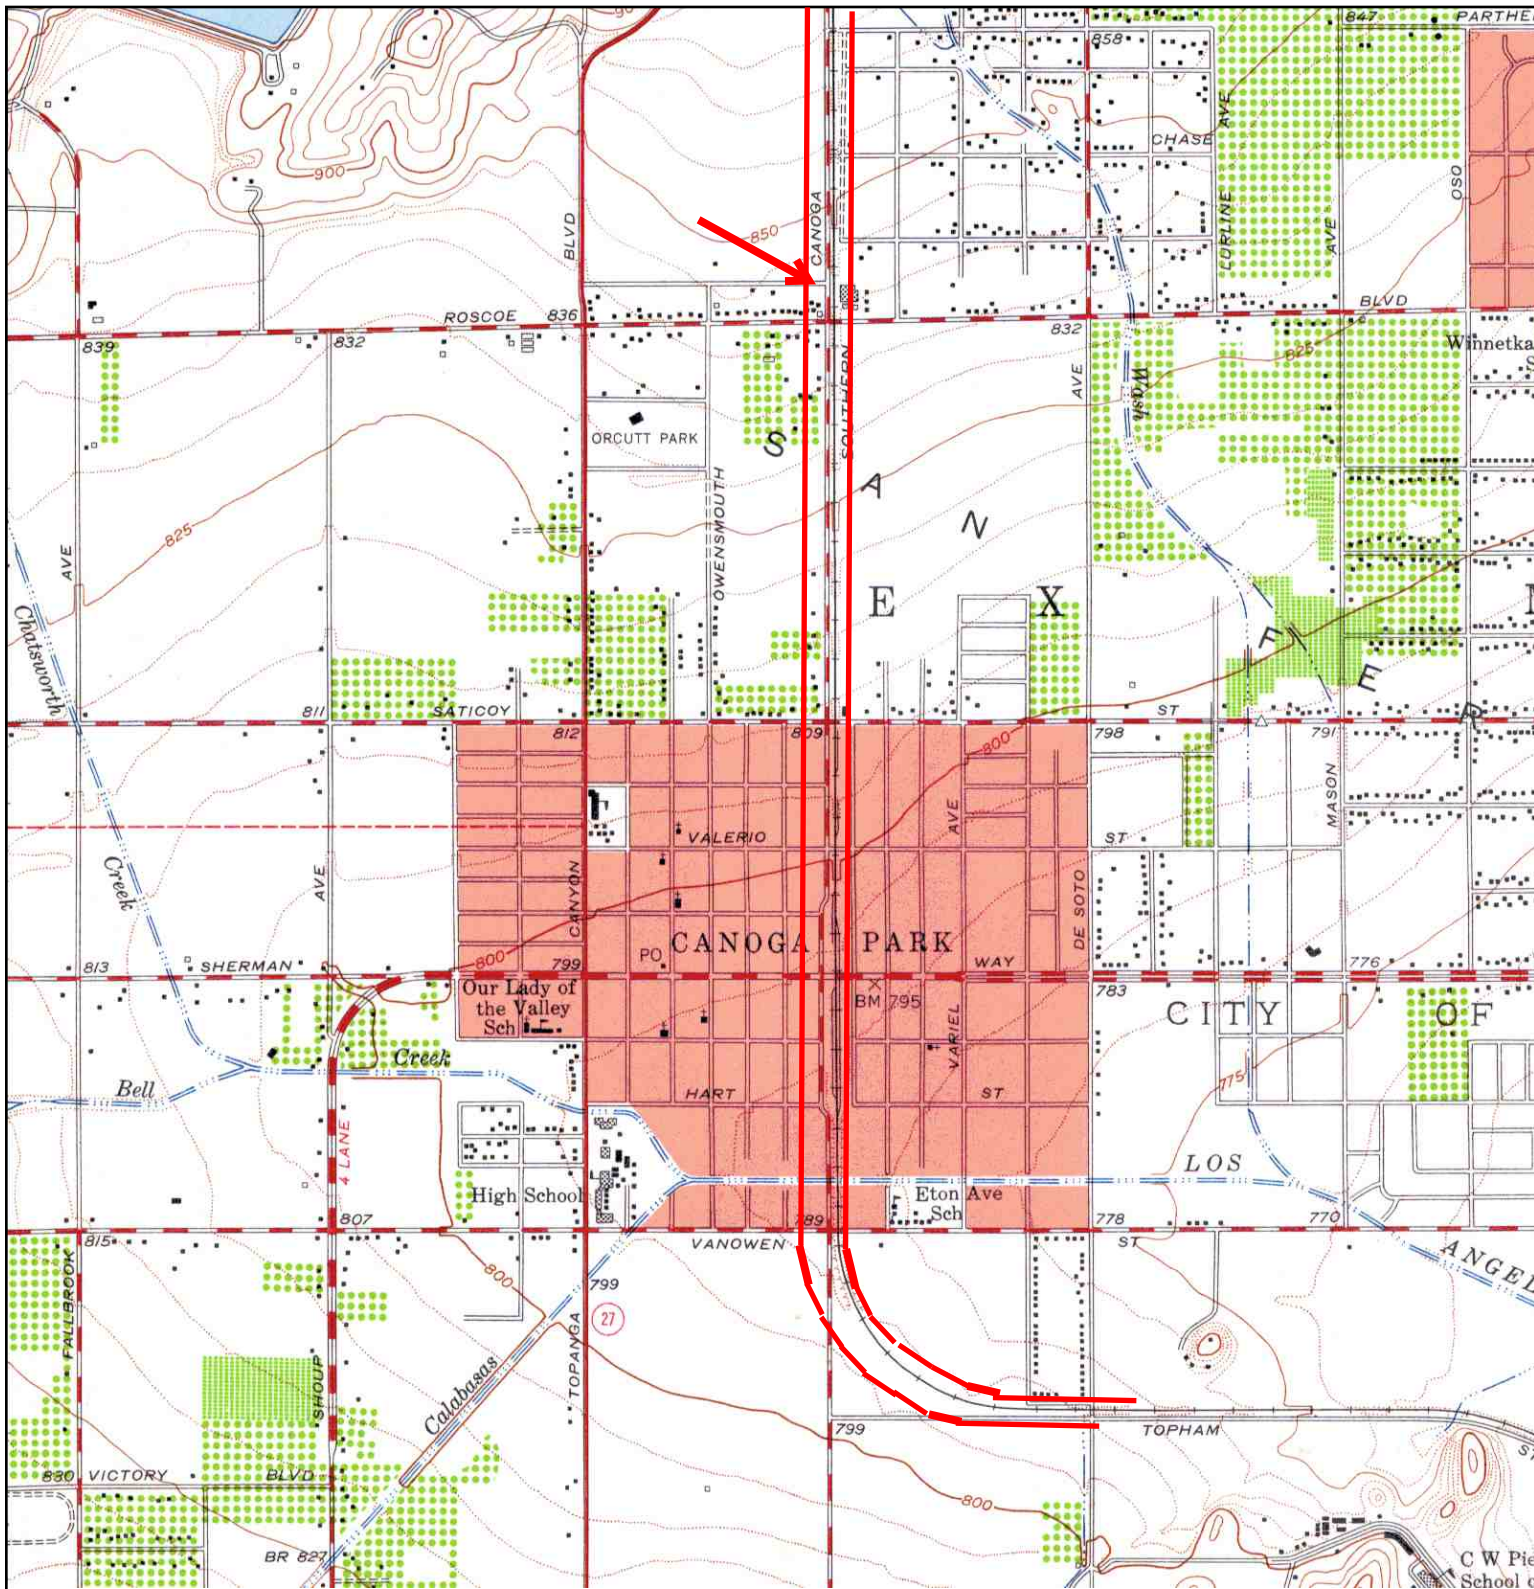 90
847
PARTHE
858
CHASE
AVE
LURLINE
AVE
OSO
900
BLVD
850
CANOGA
ROSCOE
836
832
BLVD
839
832
SOUTHERN
825
Winnetka
S
AVE
Wash
ORCUTT PARK
S
A
N
825
AVE
OWENSMOUTH
E
X
F
E
R
Chatsworth
811
SATICOY
812
809
800
ST
798
791
VALERIO
AVE
ST
MASON
Creek
AVE
CANYON
DE SOTO
CANOGA PARK
PO
813
SHERMAN
800
799
WAY
776
Our Lady of
the Valley
Sch
BM 795
783
CITY OF
VARIEL
Creek
Bell
HART
ST
775
4 LANE
LOS
High School
Eton Ave
Sch
815
807
789
VANOWEN
778
ST
770
ANGEL
FALLBROOK
800
799
27
TOPANGA
SHOUP
Calabasas
799
TOPHAM
ST
830
VICTORY
BLVD
800
BR 827
C W Pie
School o